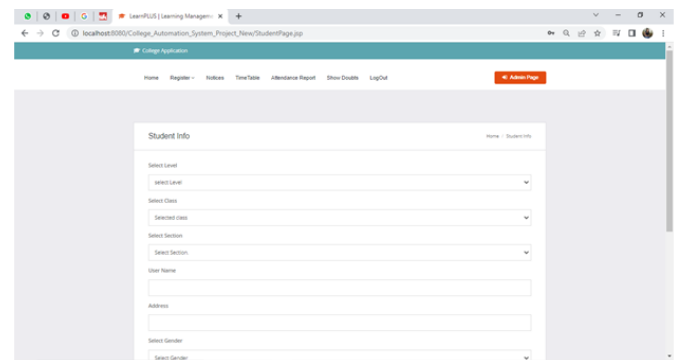 LearnPLUS | Learning Managem
localhost:8080/College_Automation_System_Project_New/StudentPage.jsp
College Application
Home Register Notices TimeTable Attendance Report Show Doubts LogOut Admin Page
Student Info Home / Student Info
Select Level
select Level
Select Class
Selected class
Select Section
Select Section
User Name
Address
Select Gender
Select Gender